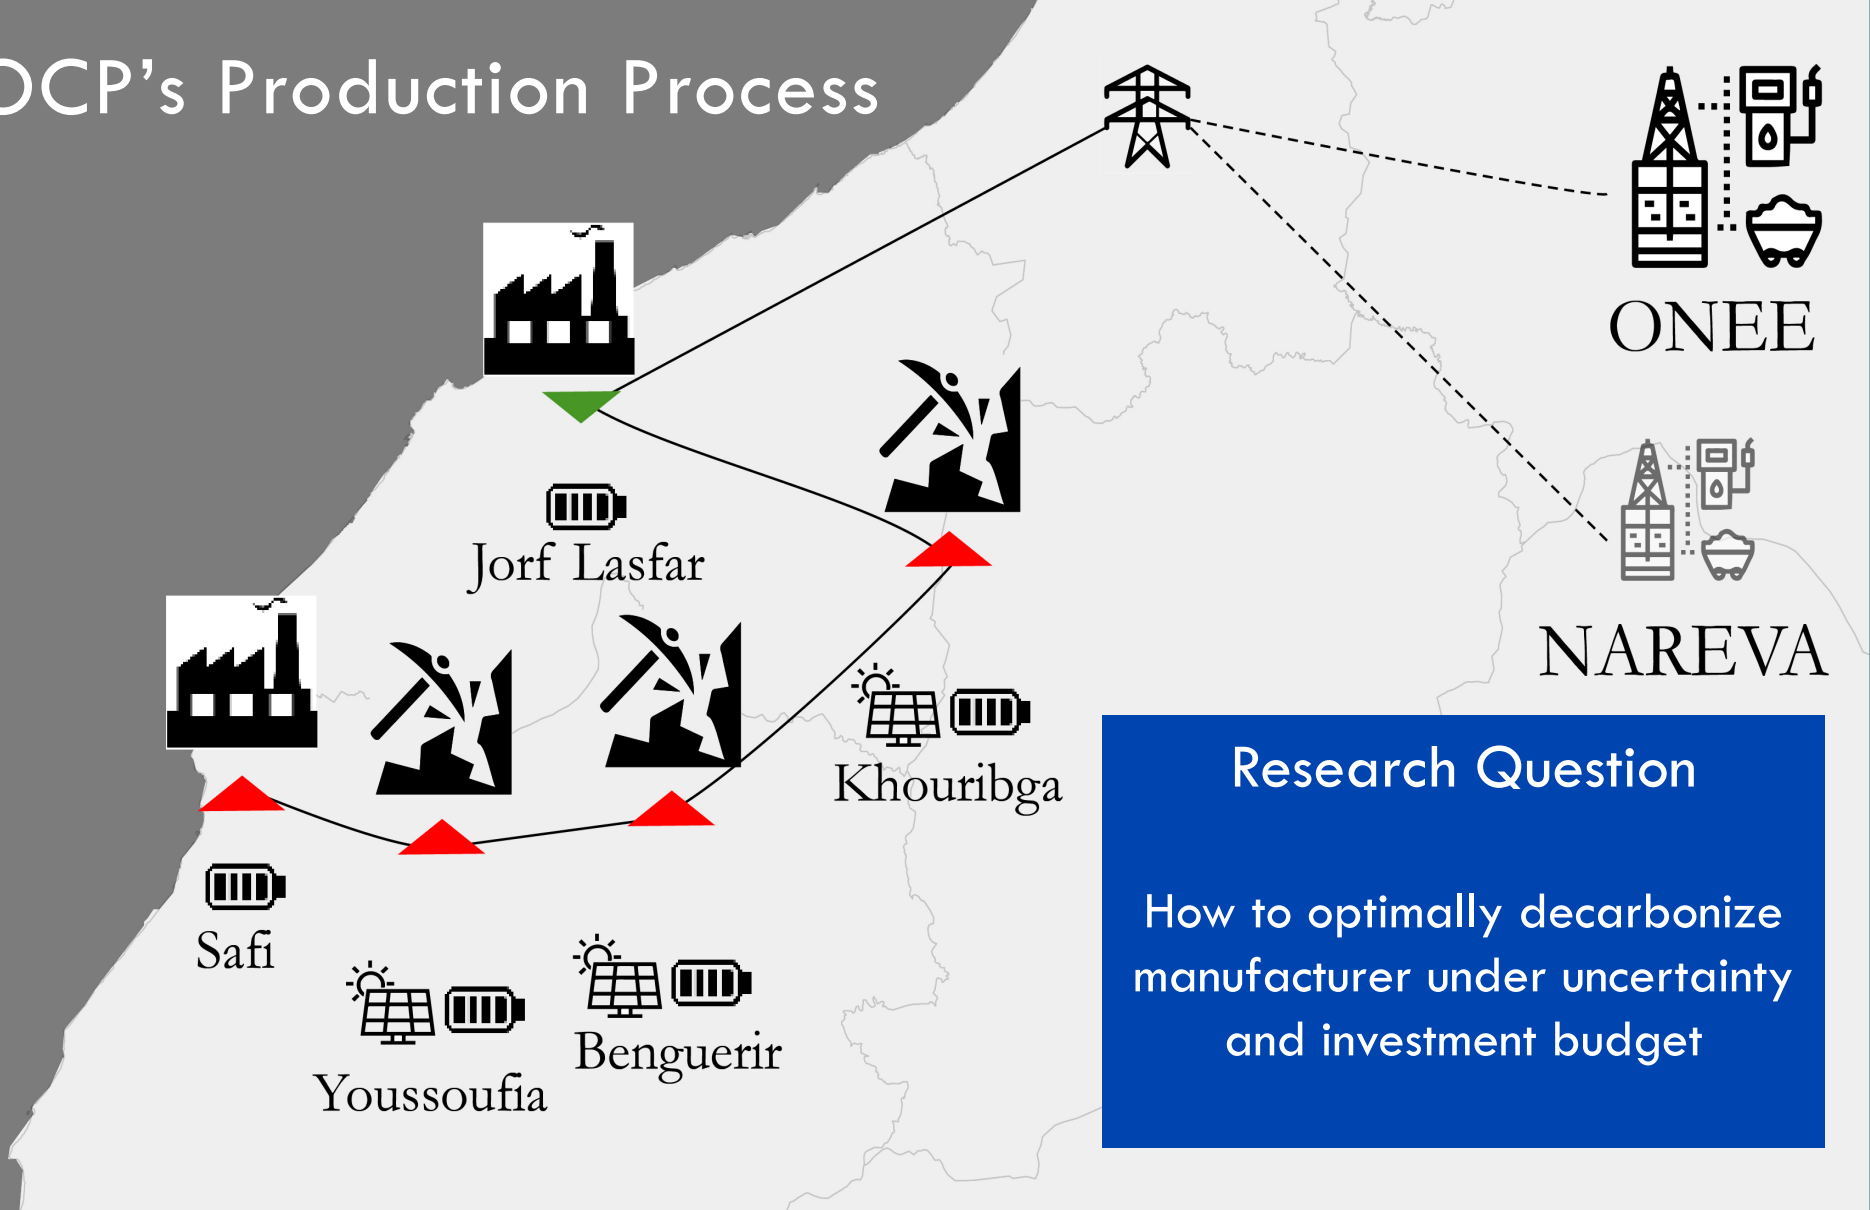 OCP's Production Process
ONEE
Jorf Lasfar
NAREVA
Khouribga
Safi
Benguerir
Youssoufia
Research Question
How to optimally decarbonize
manufacturer under uncertainty
and investment budget